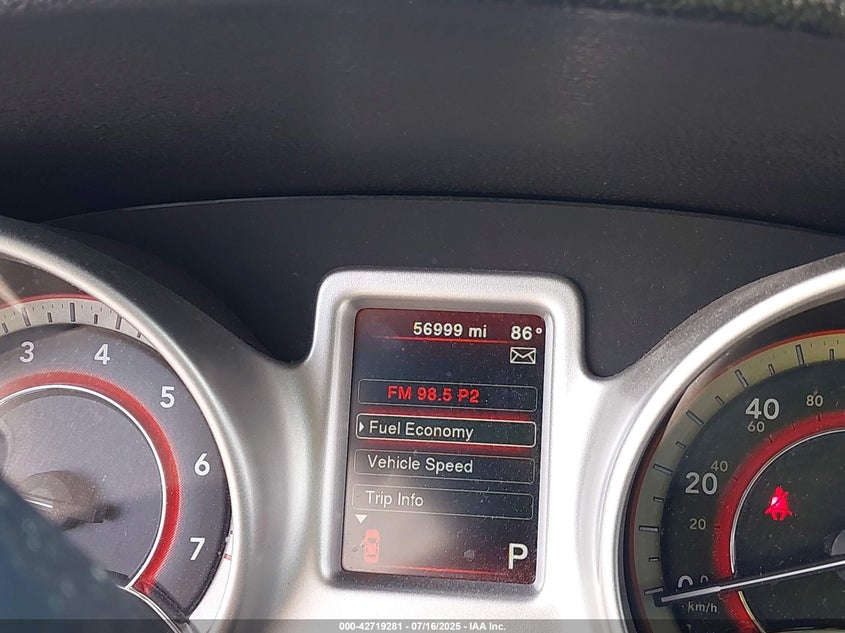 56999 mi 86°
FM 98.5 P2
Fuel Economy
Vehicle Speed
Trip Info
P
3 4 5 6 7
40
80
60
20
40
20
0
km/h
000-42719281 - 07/16/2025 - IAA Inc.